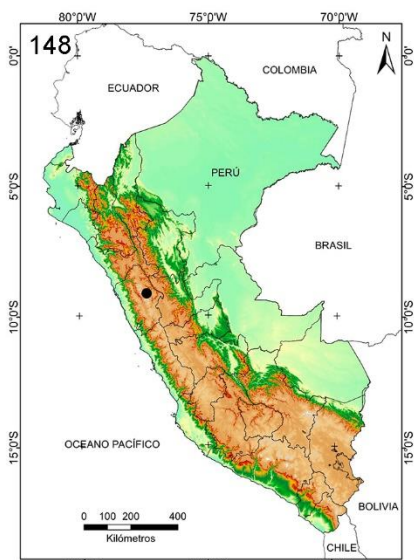 80°0'W 75°0'W 70°0'W
148
N
0°0' 0°0'
COLOMBIA
ECUADOR
PERÚ
5°0'S 5°0'S
BRASIL
10°0'S 10°0'S
OCEANO PACÍFICO
15°0'S 15°0'S
BOLIVIA
0 100 200 400
Kilómetros
CHILE